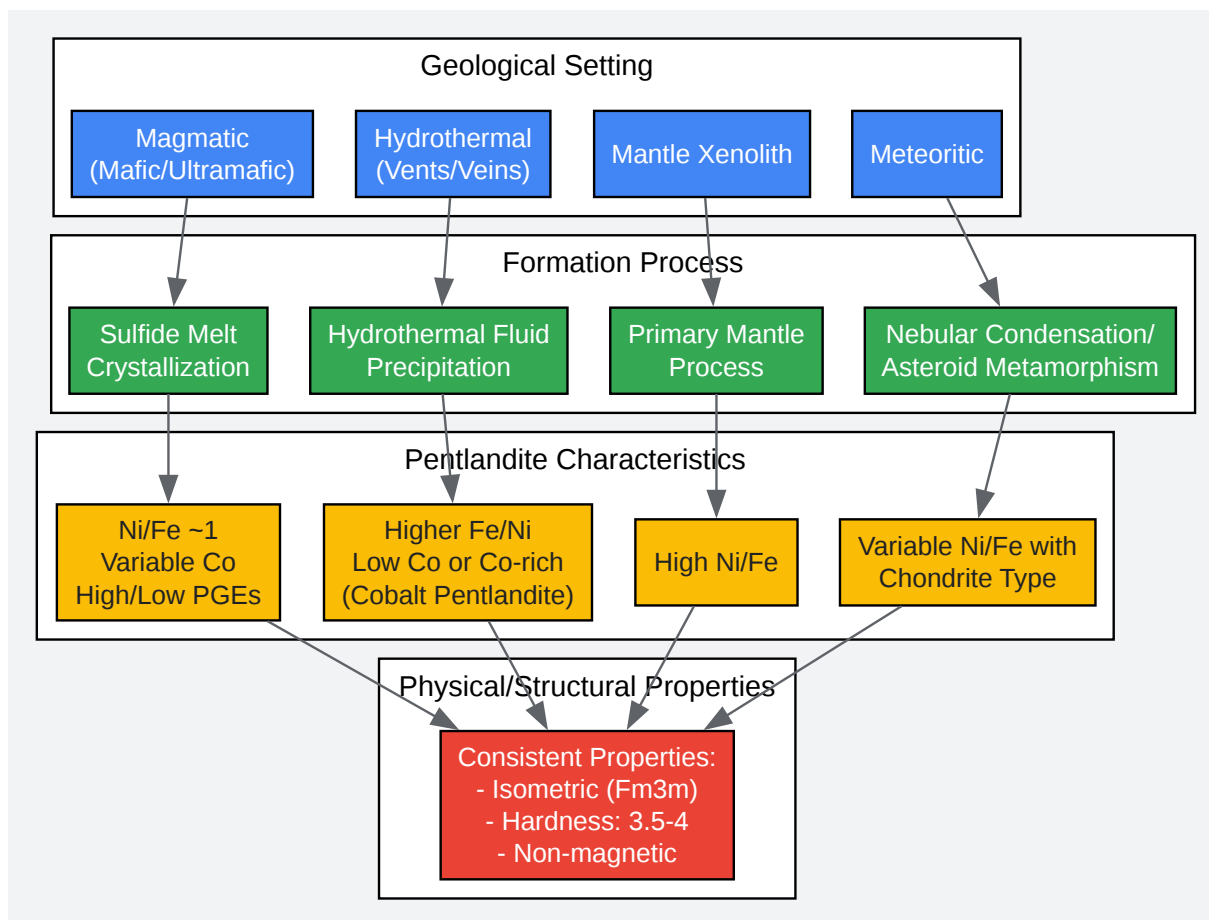 Geological Setting
Magmatic
(Mafic/Ultramafic)
Hydrothermal
(Vents/Veins)
Mantle Xenolith
Meteoritic
Formation Process
Sulfide Melt
Crystallization
Hydrothermal Fluid
Precipitation
Primary Mantle
Process
Nebular Condensation/
Asteroid Metamorphism
Pentlandite Characteristics
Ni/Fe ~1
Variable Co
High/Low PGEs
Higher Fe/Ni
Low Co or Co-rich
(Cobalt Pentlandite)
High Ni/Fe
Variable Ni/Fe with
Chondrite Type
Physical/Structural Properties
Consistent Properties:
- Isometric (Fm3m)
- Hardness: 3.5-4
- Non-magnetic